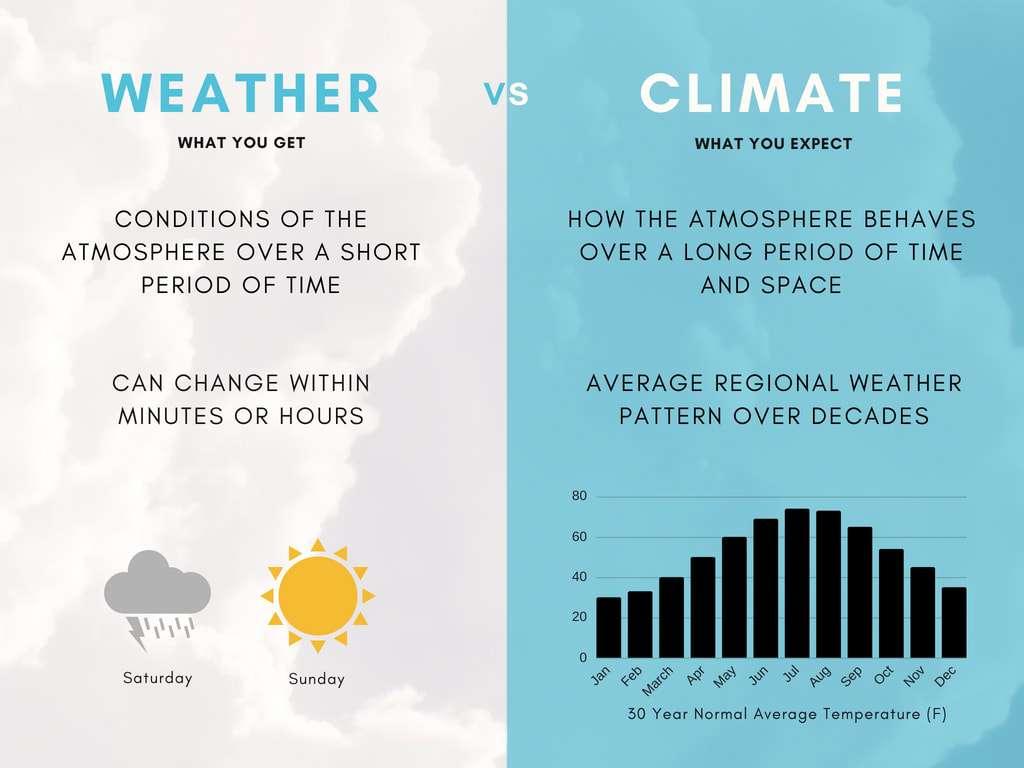 WEATHER
WHAT YOU GET
CONDITIONS OF THE
ATMOSPHERE OVER A SHORT
PERIOD OF TIME
CAN CHANGE WITHIN
MINUTES OR HOURS
Saturday
Sunday
VS
CLIMATE
WHAT YOU EXPECT
HOW THE ATMOSPHERE BEHAVES
OVER A LONG PERIOD OF TIME
AND SPACE
AVERAGE REGIONAL WEATHER
PATTERN OVER DECADES
80
60
40
20
0
Jan
Feb
March
Apr
May
Jun
Jul
Aug
Sep
Oct
Nov
Dec
30 Year Normal Average Temperature (F)